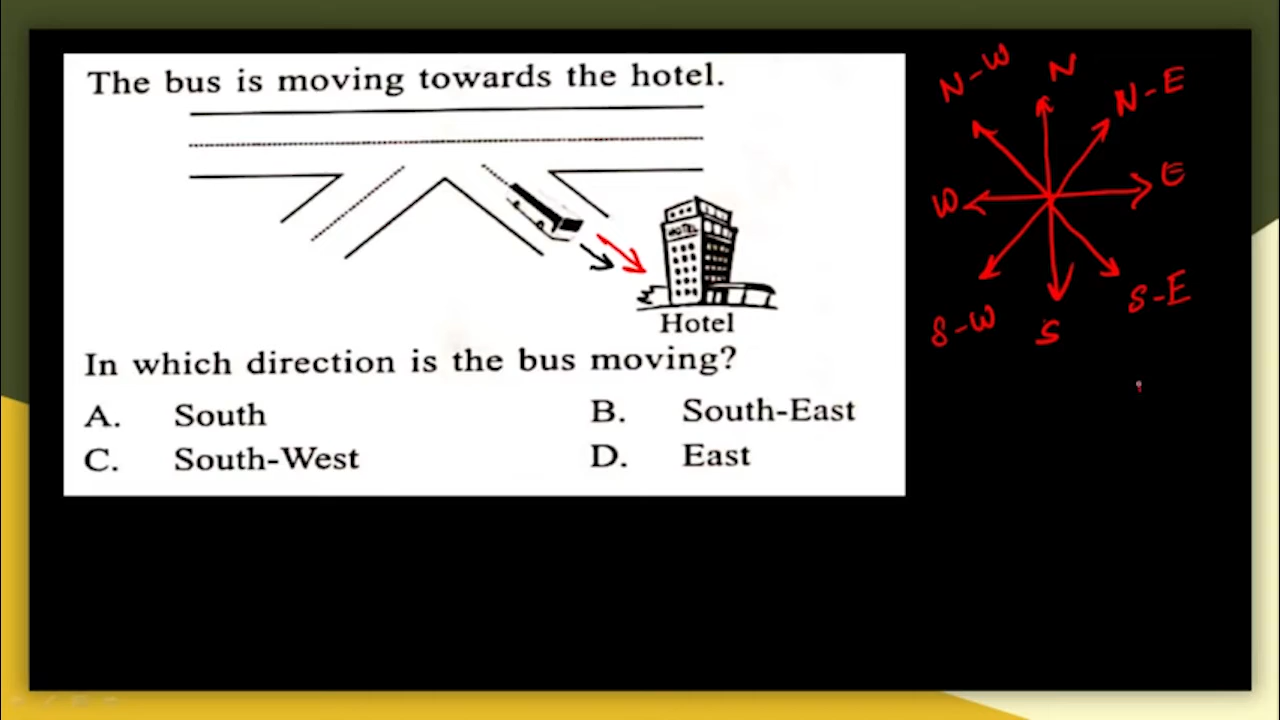 The bus is moving towards the hotel.
HOTEL
Hotel
In which direction is the bus moving?
A. South B. South-East
C. South-West D. East
N-W N N-E
W E
S-W S S-E